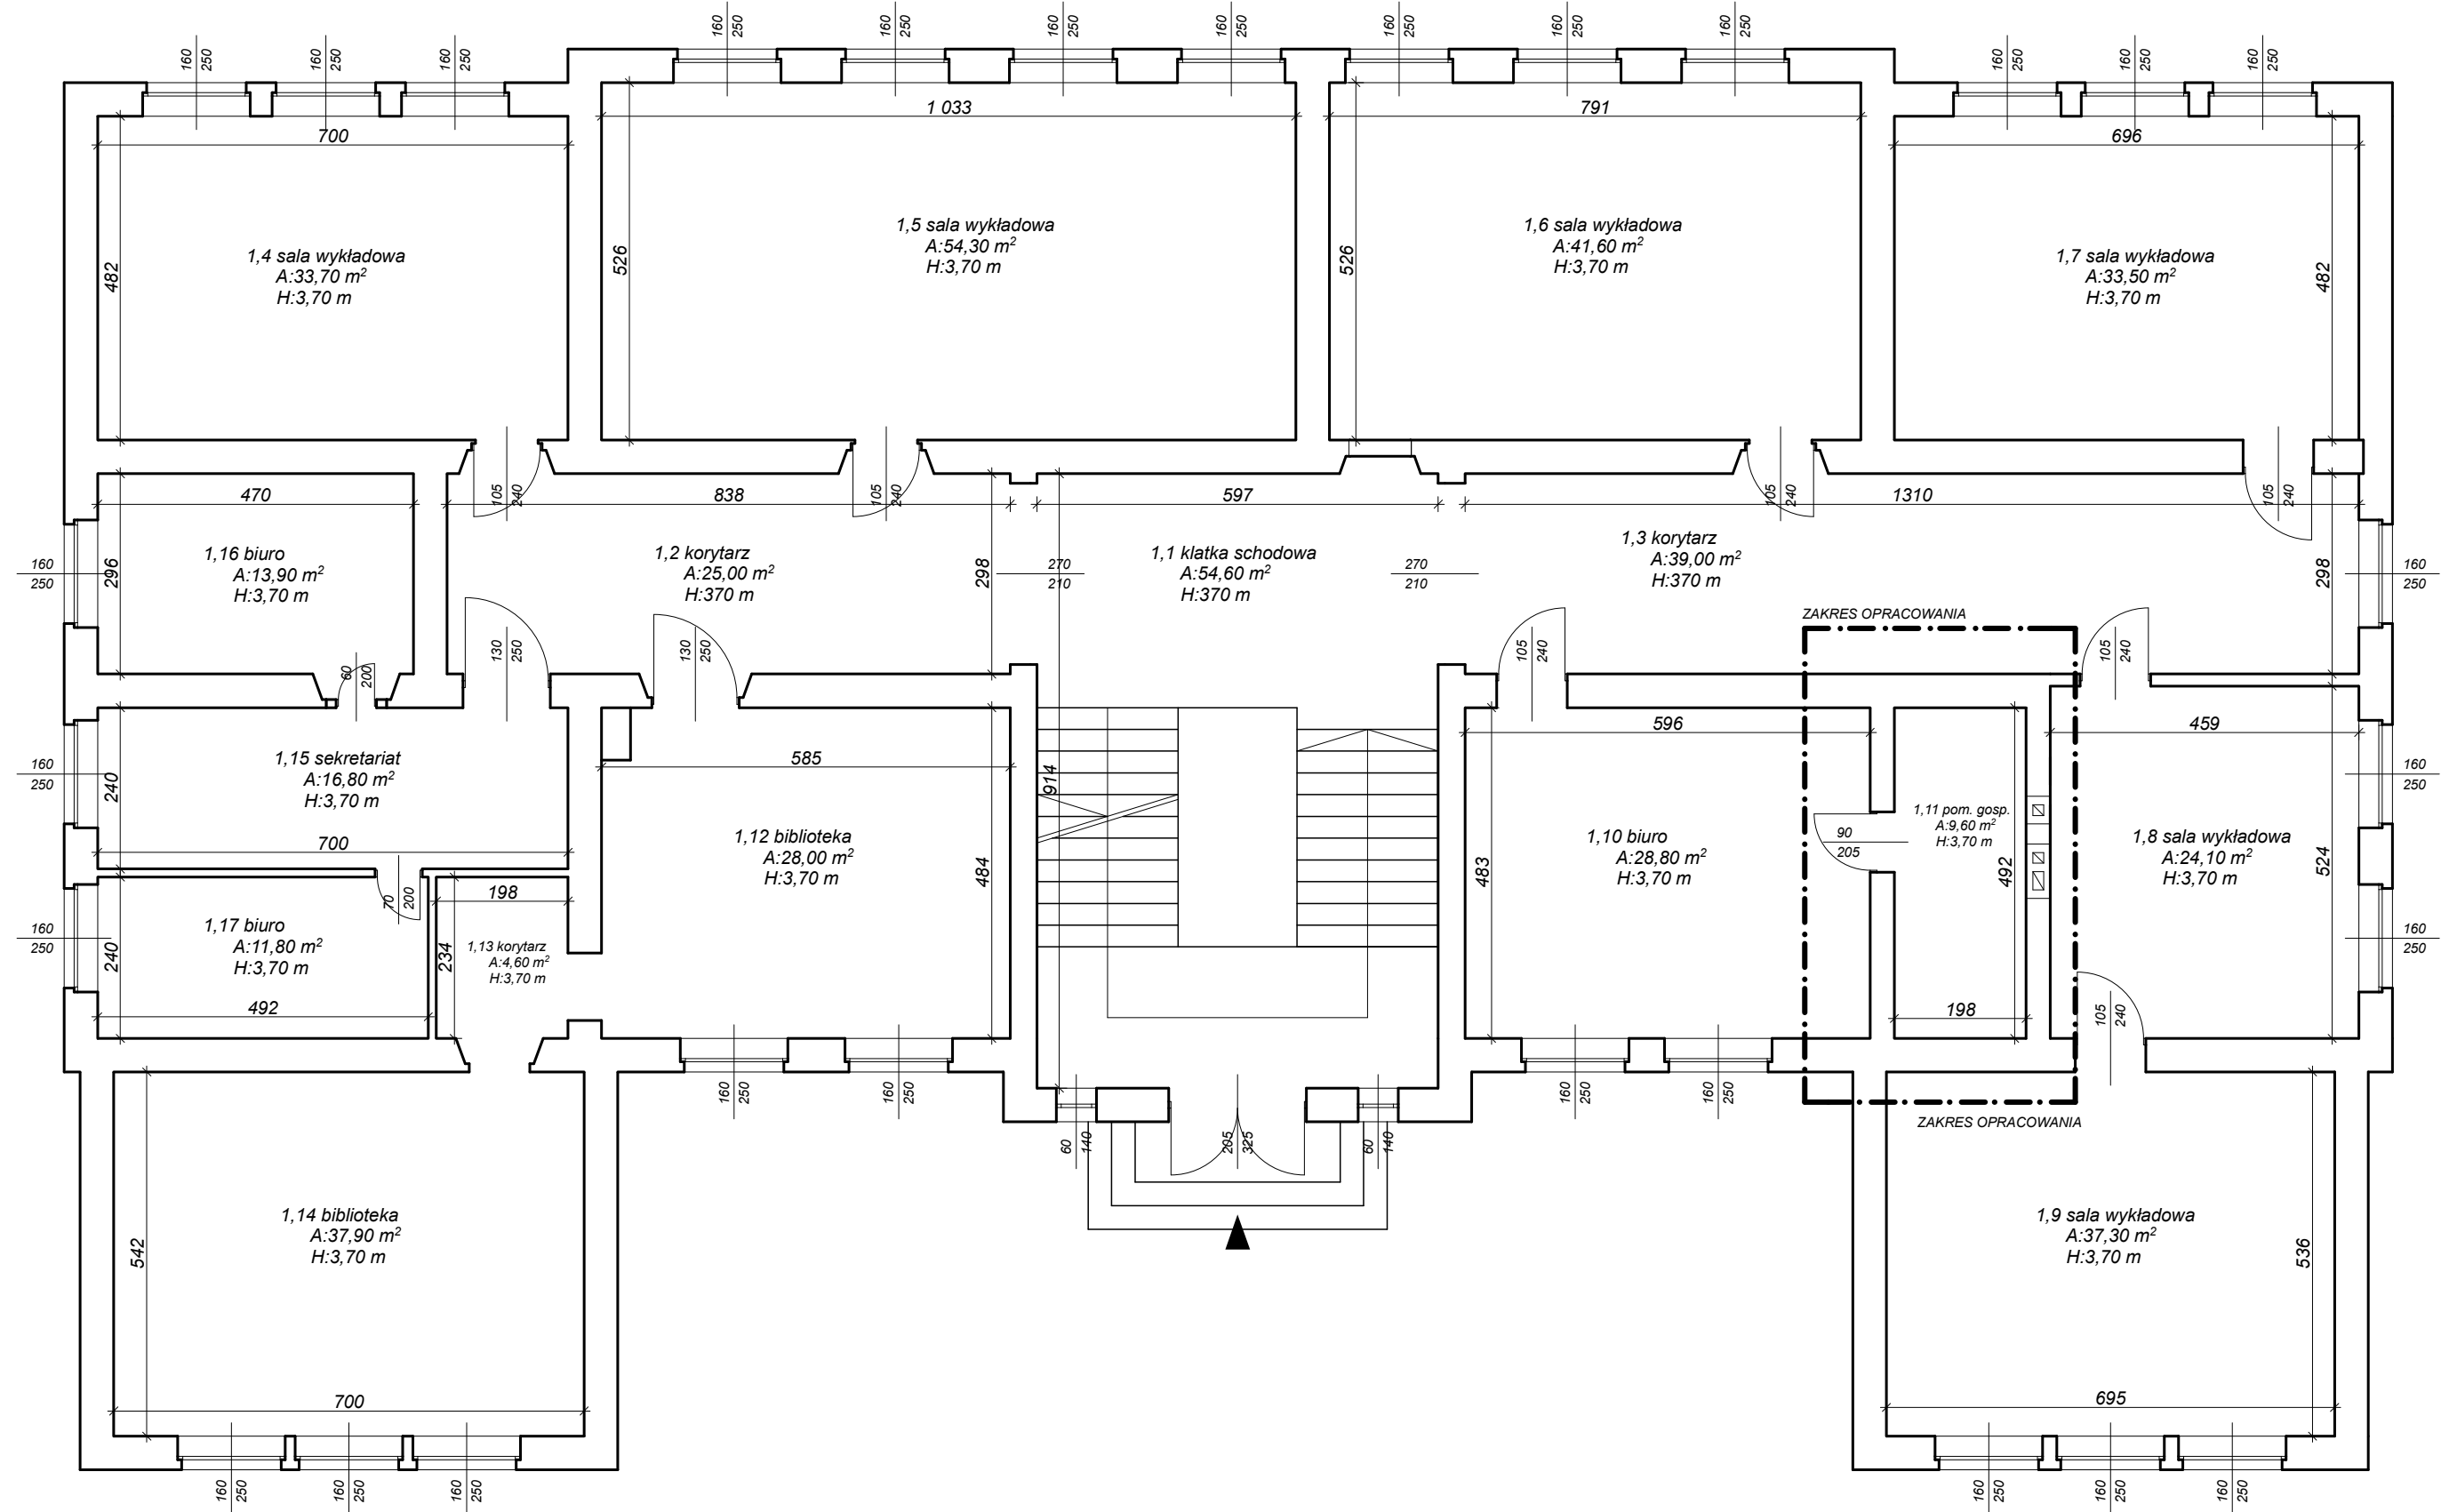 160 250
160 250
160 250
160 250
160 250
160 250
160 250
160 250
160 250
160 250
160 250
160 250
160 250
700
1 033
791
696
482
526
526
482
1,4 sala wykładowa
A:33,70 m²
H:3,70 m
1,5 sala wykładowa
A:54,30 m²
H:3,70 m
1,6 sala wykładowa
A:41,60 m²
H:3,70 m
1,7 sala wykładowa
A:33,50 m²
H:3,70 m
105 240
105 240
105 240
105 240
470
838
597
1310
296
298
298
1,16 biuro
A:13,90 m²
H:3,70 m
1,2 korytarz
A:25,00 m²
H:370 m
1,1 klatka schodowa
A:54,60 m²
H:370 m
1,3 korytarz
A:39,00 m²
H:370 m
160
250
270
210
270
210
160
250
ZAKRES OPRACOWANIA
60 200
130 250
130 250
105 240
105 240
160
250
240
1,15 sekretariat
A:16,80 m²
H:3,70 m
700
585
914
596
459
160
250
1,12 biblioteka
A:28,00 m²
H:3,70 m
484
483
1,10 biuro
A:28,80 m²
H:3,70 m
90
205
1,11 pom. gosp.
A:9,60 m²
H:3,70 m
492
1,8 sala wykładowa
A:24,10 m²
H:3,70 m
524
70 200
198
160
250
240
1,17 biuro
A:11,80 m²
H:3,70 m
492
234
1,13 korytarz
A:4,60 m²
H:3,70 m
198
105 240
160
250
160 250
160 250
160 250
160 250
60 140
205 325
60 140
ZAKRES OPRACOWANIA
542
1,14 biblioteka
A:37,90 m²
H:3,70 m
700
1,9 sala wykładowa
A:37,30 m²
H:3,70 m
536
695
160 250
160 250
160 250
160 250
160 250
160 250